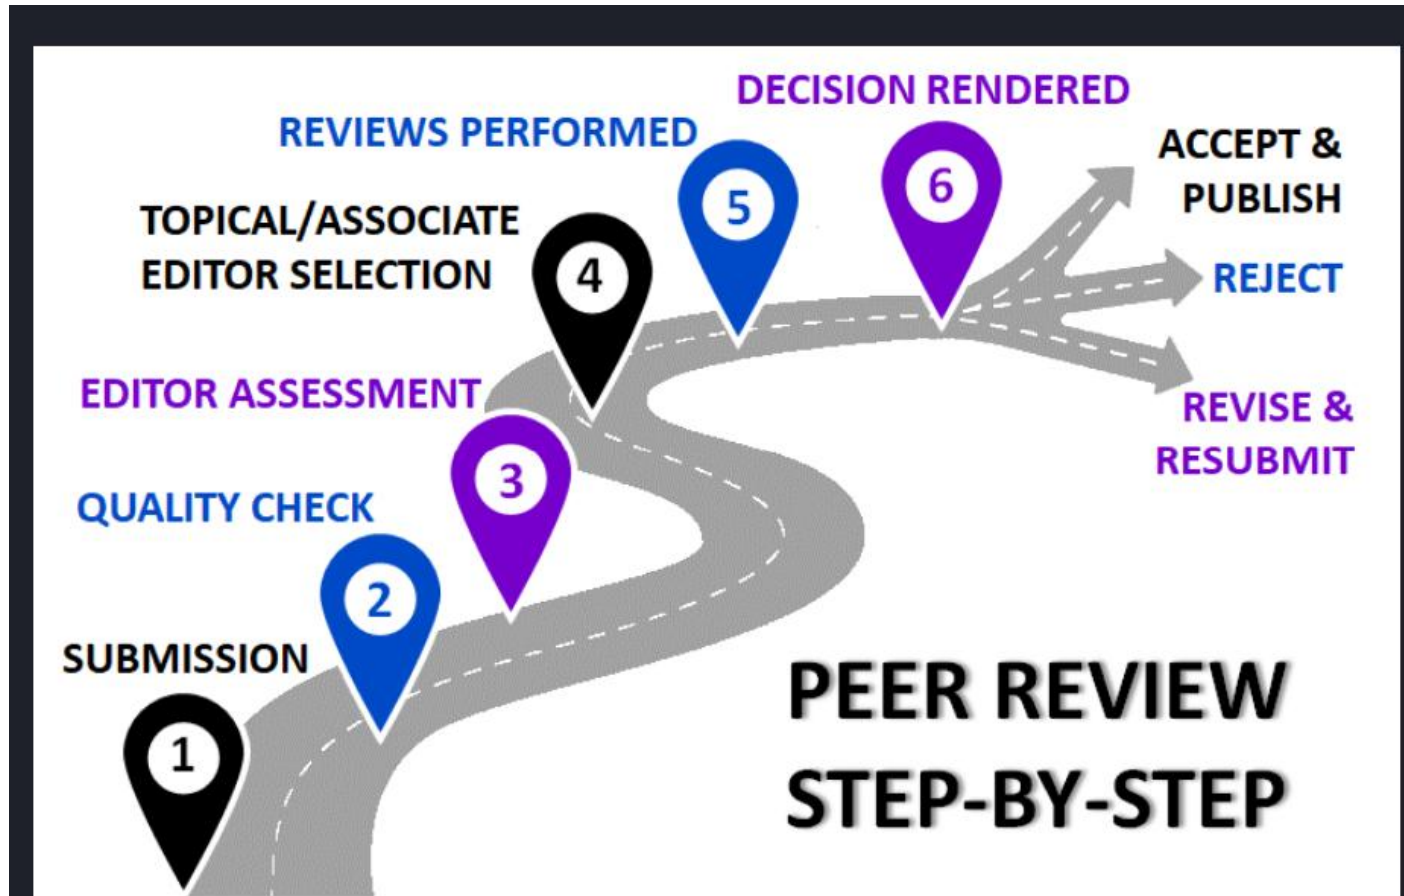 DECISION RENDERED
REVIEWS PERFORMED
ACCEPT &
PUBLISH
TOPICAL/ASSOCIATE
EDITOR SELECTION
REJECT
EDITOR ASSESSMENT
REVISE &
RESUBMIT
QUALITY CHECK
SUBMISSION
6
5
4
3
2
1
PEER REVIEW
STEP-BY-STEP